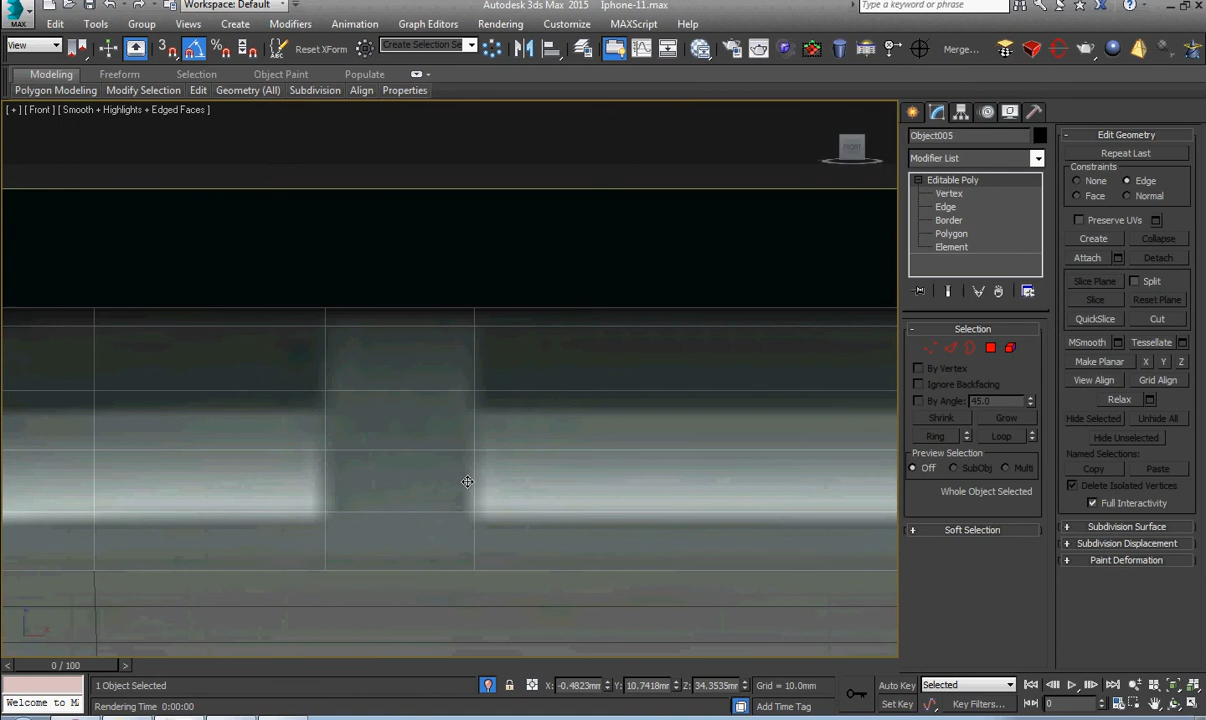 Workspace: Default
Autodesk 3ds Max 2015 Iphone-11.max
Type a keyword or phrase
MAX
Edit Tools Group Views Create Modifiers Animation Graph Editors Rendering Customize MAXScript Help
View
3
Reset XForm
Create Selection Se
Merge...
Modeling Freeform Selection Object Paint Populate
Polygon Modeling Modify Selection Edit Geometry (All) Subdivision Align Properties
[ + ] [ Front ] [ Smooth + Highlights + Edged Faces ]
FRONT
Object005
Modifier List
Editable Poly
Vertex
Edge
Border
Polygon
Element
Selection
By Vertex
Ignore Backfacing
By Angle: 45.0
Shrink Grow
Ring Loop
Preview Selection
Off SubObj Multi
Whole Object Selected
Soft Selection
Edit Geometry
Repeat Last
Constraints
None Edge
Face Normal
Preserve UVs
Create Collapse
Attach Detach
Slice Plane Split
Slice Reset Plane
QuickSlice Cut
MSmooth Tessellate
Make Planar X Y Z
View Align Grid Align
Relax
Hide Selected Unhide All
Hide Unselected
Named Selections:
Copy Paste
Delete Isolated Vertices
Full Interactivity
Subdivision Surface
Subdivision Displacement
Paint Deformation
0 / 100
1 Object Selected
X: -0.4823mm Y: 10.7418mm Z: 34.3535mm Grid = 10.0mm
Auto Key Selected
Welcome to M
Rendering Time 0:00:00
Add Time Tag
Set Key Key Filters... 0